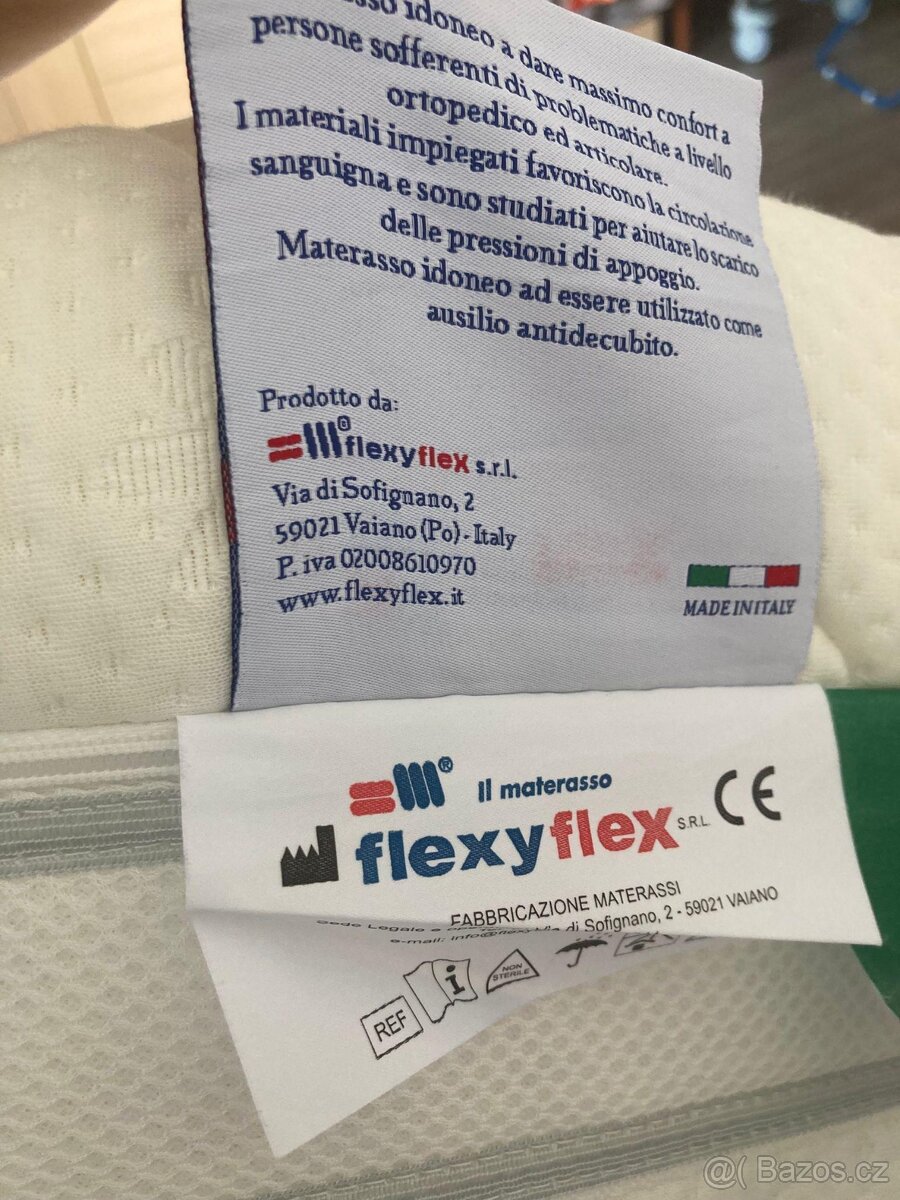 idoneo a dare massimo confort a
persone sofferenti di problematiche a livello
ortopedico ed articolare.
I materiali impiegati favoriscono la circolazione
sanguigna e sono studiati per aiutare lo scarico
delle pressioni di appoggio.
Materasso idoneo ad essere utilizzato come
ausilio antidecubito.
Prodotto da:
flexyflex s.r.l.
Via di Sofignano, 2
59021 Vaiano (Po) - Italy
P. iva 02008610970
www.flexyflex.it
MADE IN ITALY
Il materasso
flexyflex S.R.L. CE
FABBRICAZIONE MATERASSI
di Sofignano, 2 - 59021 VAIANO
Sede Legale e
e-mail:
REF
i
NON
STERILE
@( Bazos.cz